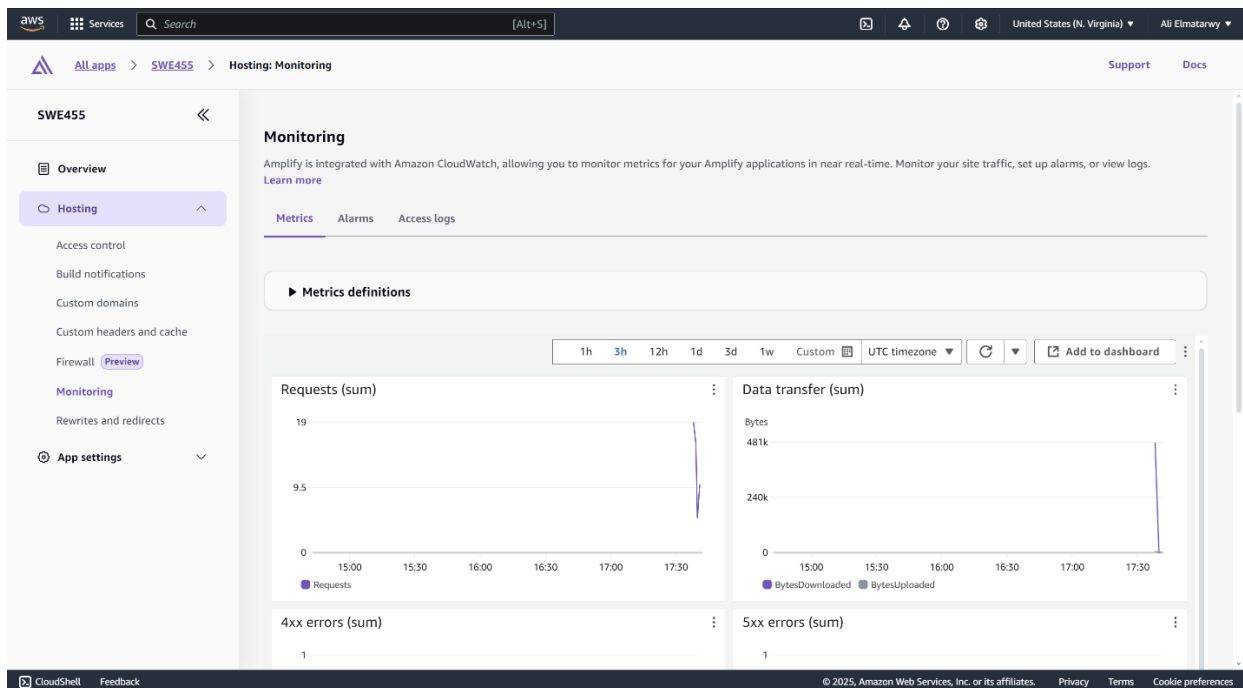 aws Services Search [Alt+S] United States (N. Virginia) Ali Elmatarwy
All apps > SWE455 > Hosting: Monitoring Support Docs
SWE455
Overview
Hosting
Access control
Build notifications
Custom domains
Custom headers and cache
Firewall Preview
Monitoring
Rewrites and redirects
App settings
Monitoring
Amplify is integrated with Amazon CloudWatch, allowing you to monitor metrics for your Amplify applications in near real-time. Monitor your site traffic, set up alarms, or view logs.
Learn more
Metrics Alarms Access logs
Metrics definitions
1h 3h 12h 1d 3d 1w Custom UTC timezone Add to dashboard
Requests (sum)
19
9.5
0
15:00 15:30 16:00 16:30 17:00 17:30
Requests
Data transfer (sum)
Bytes
481k
240k
0
15:00 15:30 16:00 16:30 17:00 17:30
BytesDownloaded BytesUploaded
4xx errors (sum)
1
5xx errors (sum)
1
CloudShell Feedback © 2025, Amazon Web Services, Inc. or its affiliates. Privacy Terms Cookie preferences